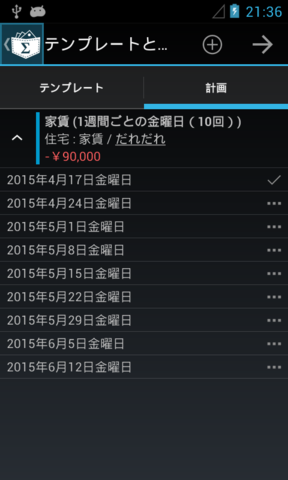 21:36
Σ
テンプレートと...
テンプレート
計画
家賃 (1週間ごとの金曜日 ( 10回 ) )
住宅 : 家賃 / だれだれ
-￥90,000
2015年4月17日金曜日
2015年4月24日金曜日
2015年5月1日金曜日
2015年5月8日金曜日
2015年5月15日金曜日
2015年5月22日金曜日
2015年5月29日金曜日
2015年6月5日金曜日
2015年6月12日金曜日